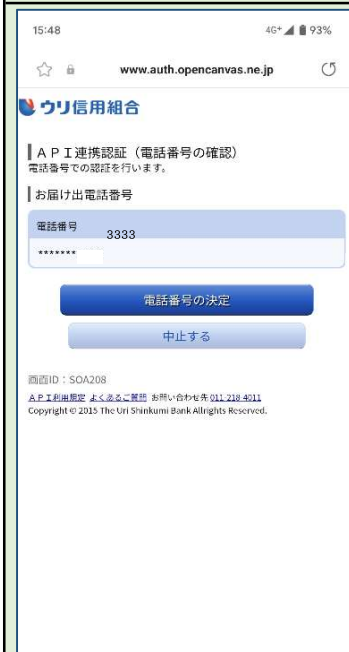 15:48
4G+ 93%
www.auth.opencanvas.ne.jp
ウリ信用組合
ＡＰＩ連携認証（電話番号の確認）
電話番号での認証を行います。
お届け出電話番号
電話番号
3333
*******
電話番号の決定
中止する
画面ID：SOA208
ＡＰＩ利用規定 よくあるご質問 お問い合わせ先 011-218-4011
Copyright © 2015 The Uri Shinkumi Bank Allrights Reserved.